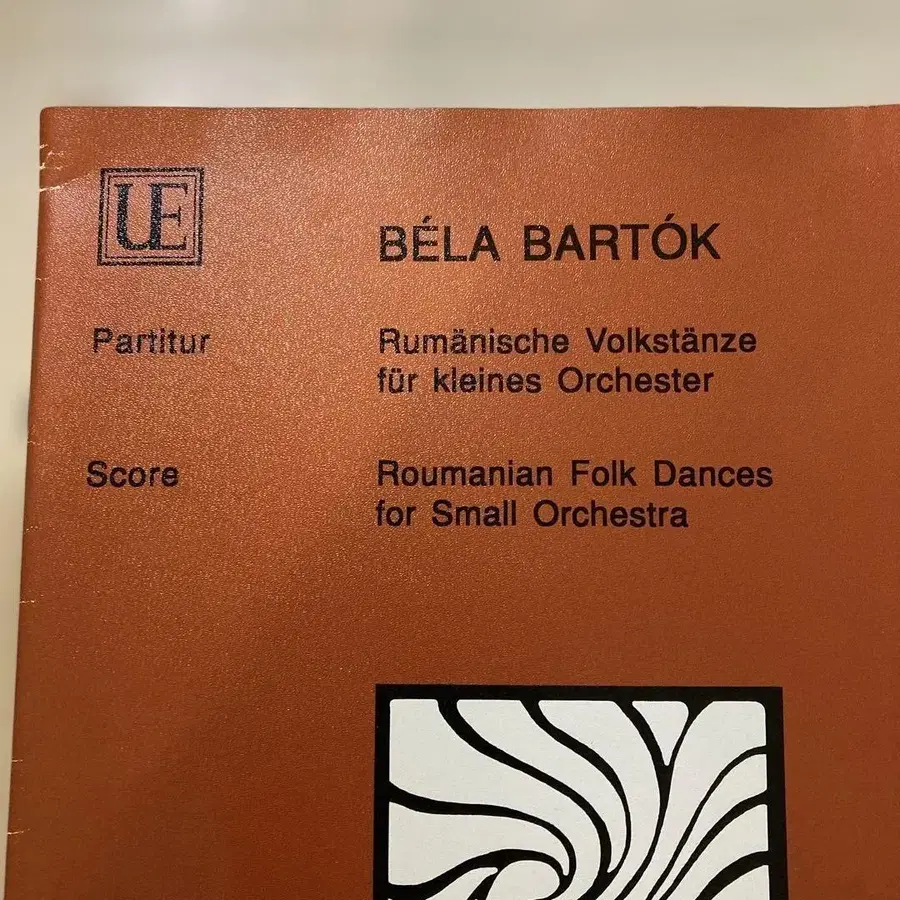 UE
BÉLA BARTÓK
Partitur
Rumänische Volkstänze
für kleines Orchester
Score
Roumanian Folk Dances
for Small Orchestra